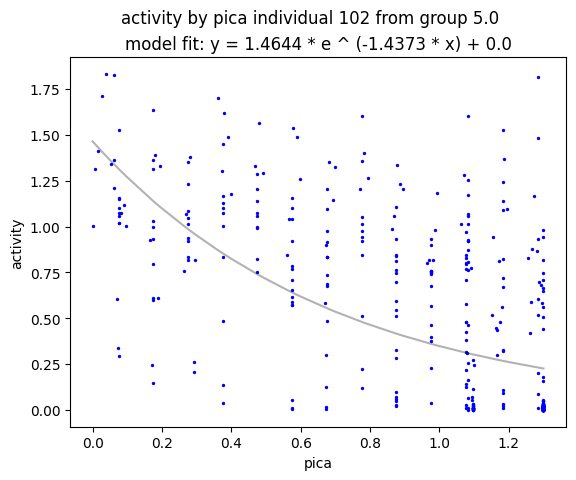 activity by pica individual 102 from group 5.0
model fit: y = 1.4644 * e ^ (-1.4373 * x) + 0.0
1.75
1.50
1.25
1.00
0.75
0.50
0.25
0.00
activity
0.0 0.2 0.4 0.6 0.8 1.0 1.2
pica